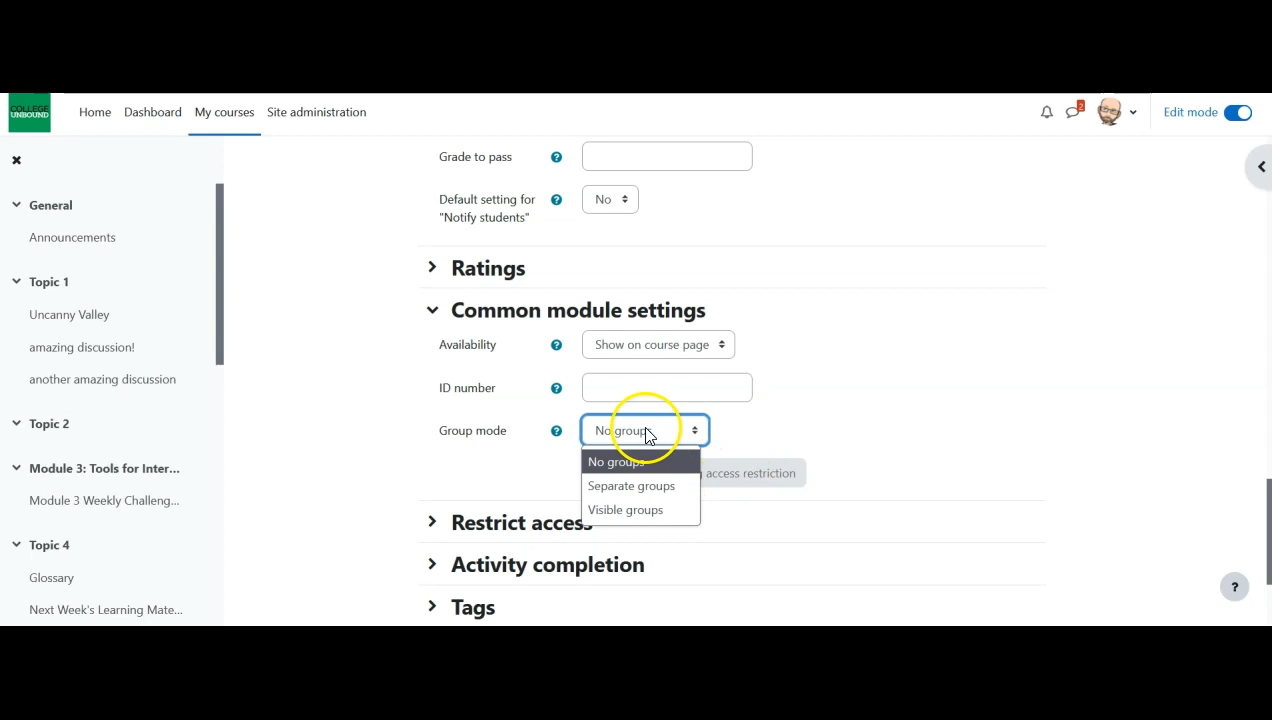 COLLEGE
UNBOUND
Home Dashboard My courses Site administration
2
Edit mode
General
Announcements
Topic 1
Uncanny Valley
amazing discussion!
another amazing discussion
Topic 2
Module 3: Tools for Inter...
Module 3 Weekly Challeng...
Topic 4
Glossary
Next Week's Learning Mate...
Grade to pass ?
Default setting for ? No
"Notify students"
Ratings
Common module settings
Availability ? Show on course page
ID number ?
Group mode ? No groups
No groups
Separate groups
Visible groups
access restriction
Restrict access
Activity completion
Tags
?